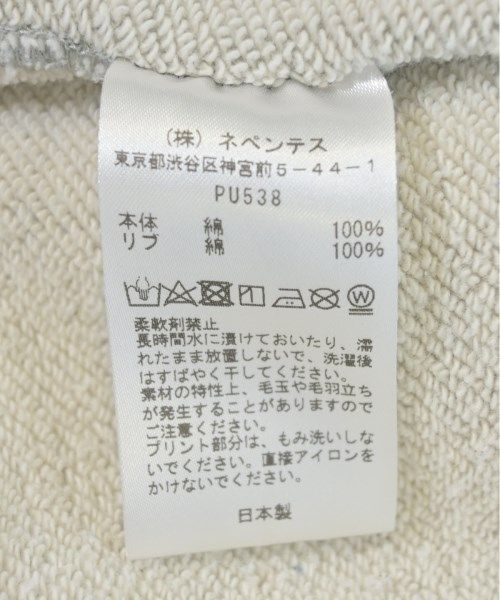 (株)ネペンテス
東京都渋谷区神宮前5-44-1
PU538
本体 綿 100%
リブ 綿 100%
W
柔軟剤禁止
長時間水に漬けておいたり、濡
れたまま放置しないで、洗濯後
はすばやく干してください。
素材の特性上、毛玉や毛羽立ち
が発生することがありますので
ご注意ください。
プリント部分は、もみ洗いしな
いでください。直接アイロンを
かけないでください。
日本製